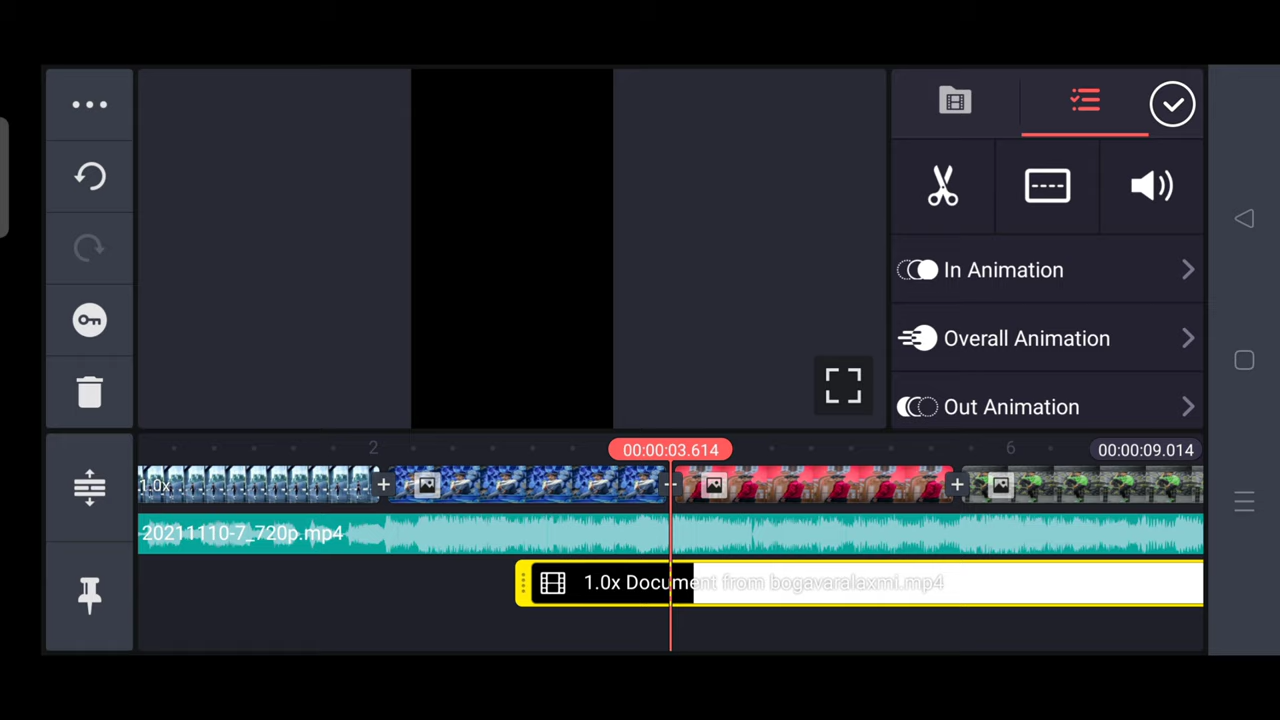 In Animation
Overall Animation
Out Animation
2
00:00:03.614
6
00:00:09.014
1.0x
20211110-7_720p.mp4
1.0x Document from bogavaralaxmi.mp4